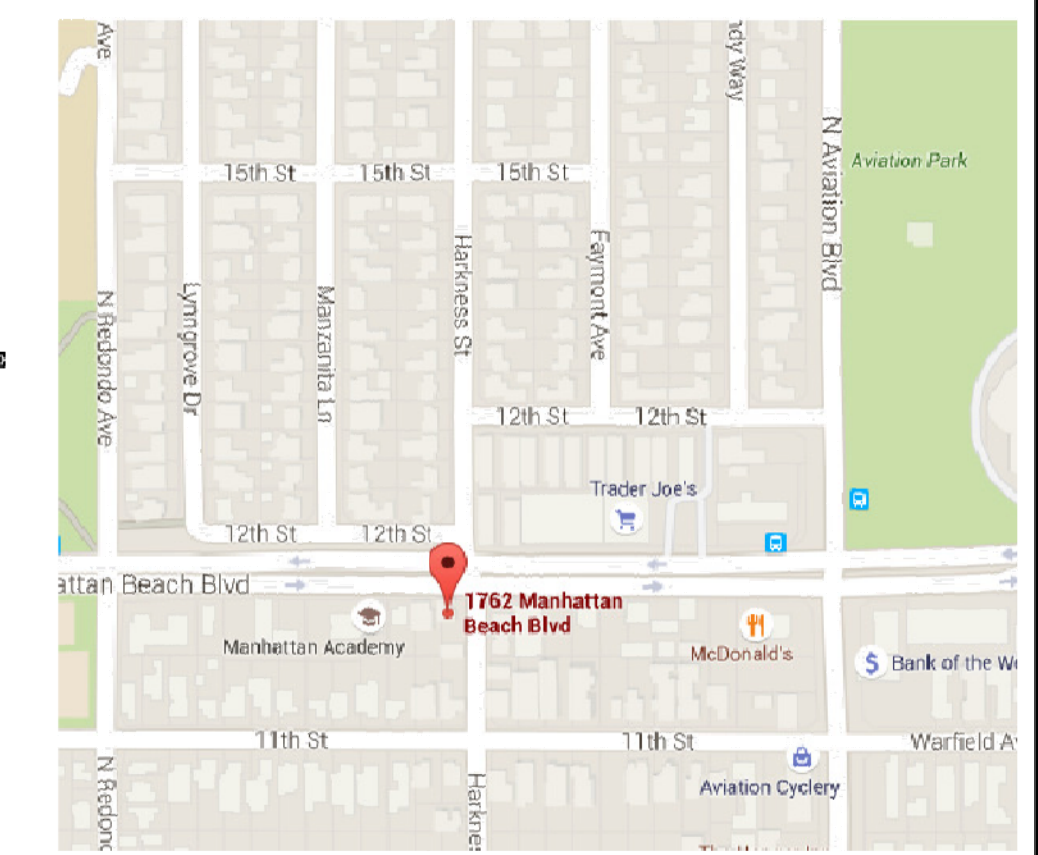 Ave
ndy Way
N Aviation Blvd
Aviation Park
15th St
15th St
15th St
Harkness St
Faymont Ave
N Redondo Ave
Lynngrove Dr
Manzanita Ln
12th St
12th St
Trader Joe's
12th St
12th St
attan Beach Blvd
1762 Manhattan
Beach Blvd
Manhattan Academy
McDonald's
Bank of the We
11th St
11th St
Warfield Av
N Redond
Harknes
Aviation Cyclery